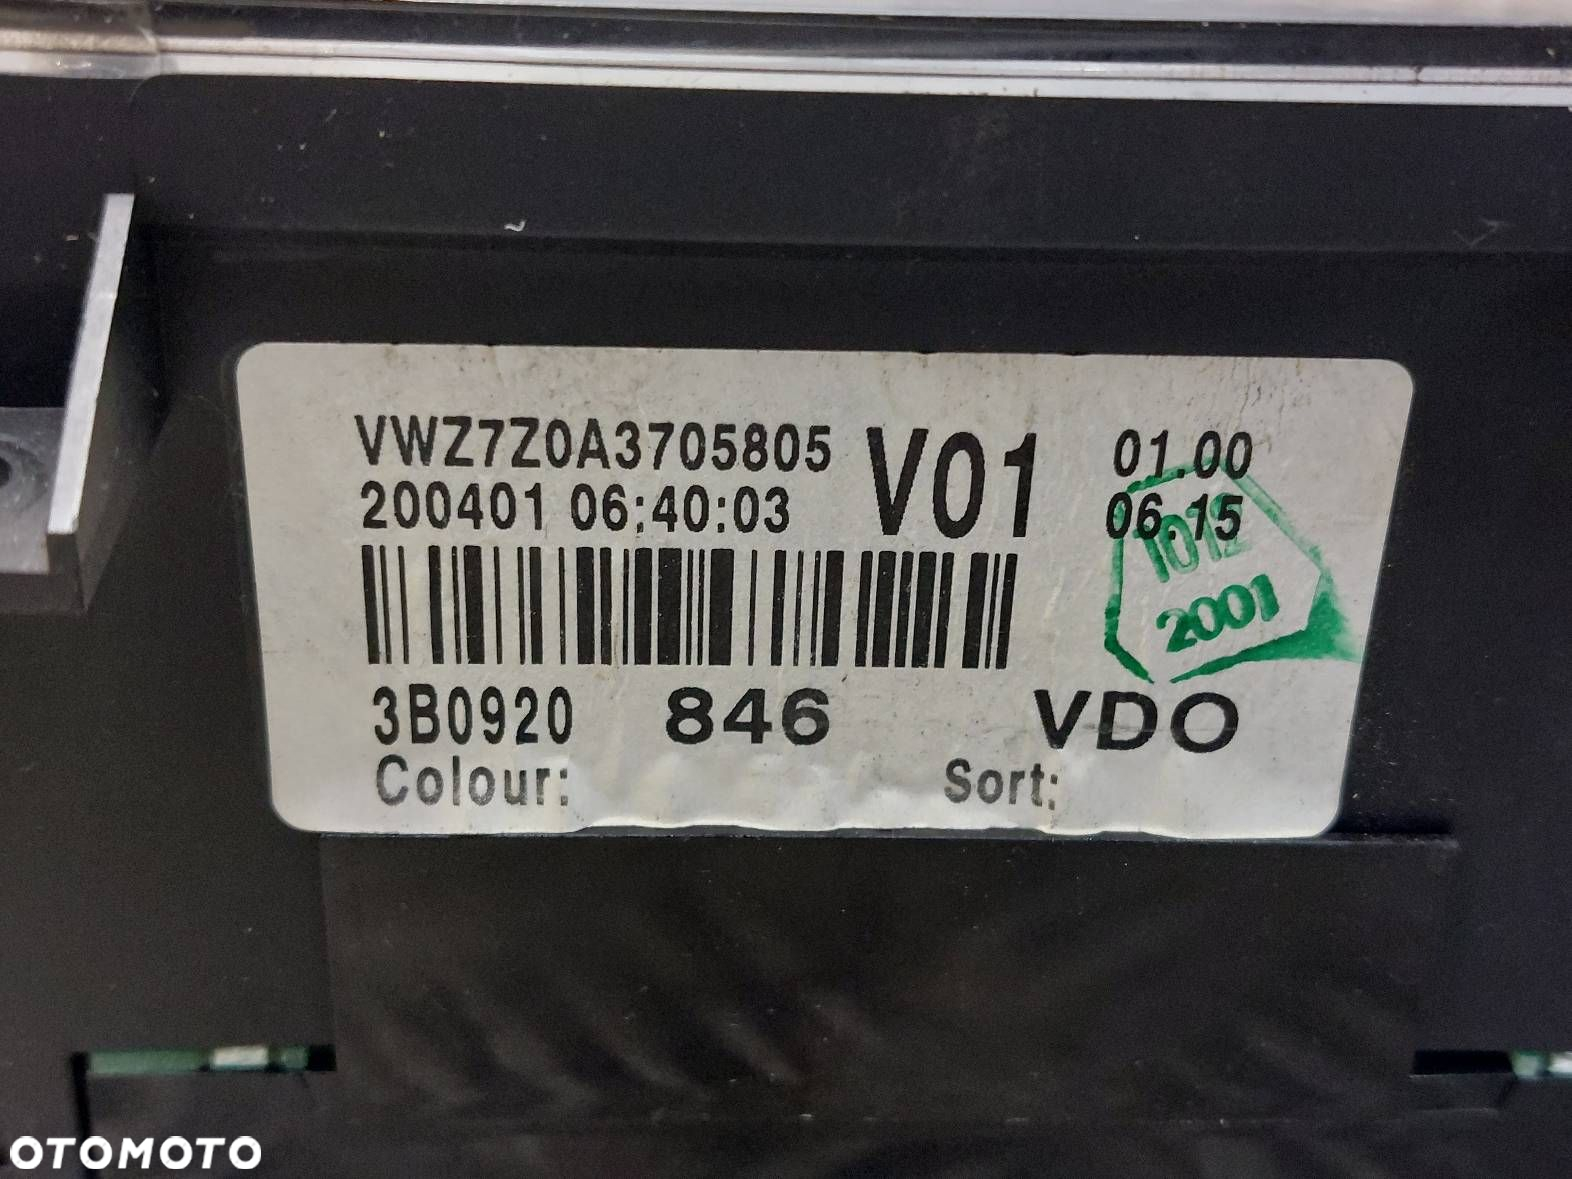 VWZ7Z0A3705805 V01 01.00
200401 06:40:03 06.15
1012
2001
3B0920 846 VDO
Colour: Sort:
OTOMOTO